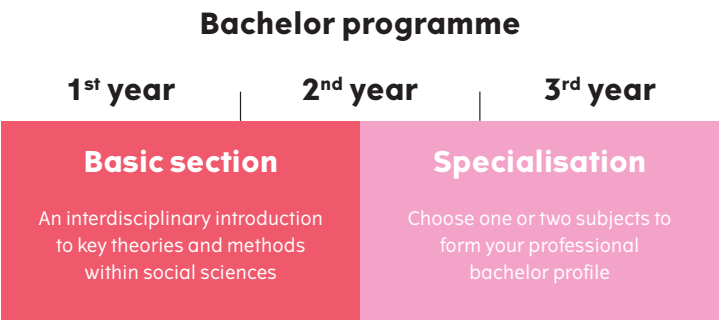 Bachelor programme
1st year 2nd year 3rd year
Basic section
An interdisciplinary introduction
to key theories and methods
within social sciences
Specialisation
Choose one or two subjects to
form your professional
bachelor profile